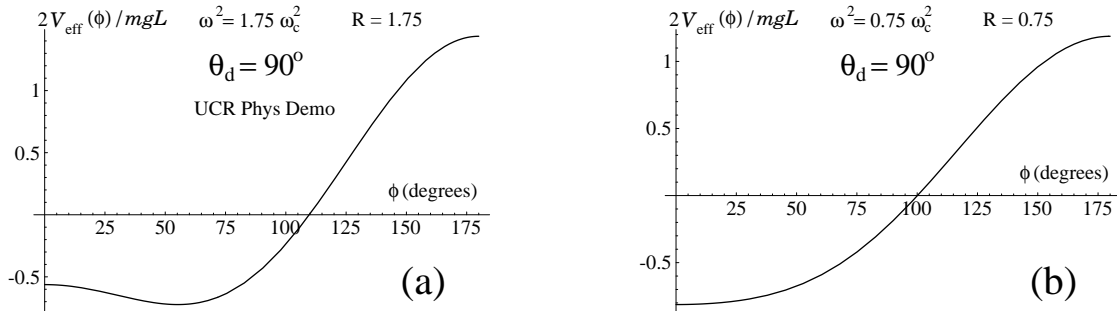 2V_eff (ϕ)/mgL ω² = 1.75 ω_c² R = 1.75
θ_d = 90°
UCR Phys Demo
1
0.5
ϕ (degrees)
25 50 75 100 125 150 175
-0.5
(a)
2V_eff (ϕ)/mgL ω² = 0.75 ω_c² R = 0.75
θ_d = 90°
1
0.5
ϕ (degrees)
25 50 75 100 125 150 175
-0.5
(b)